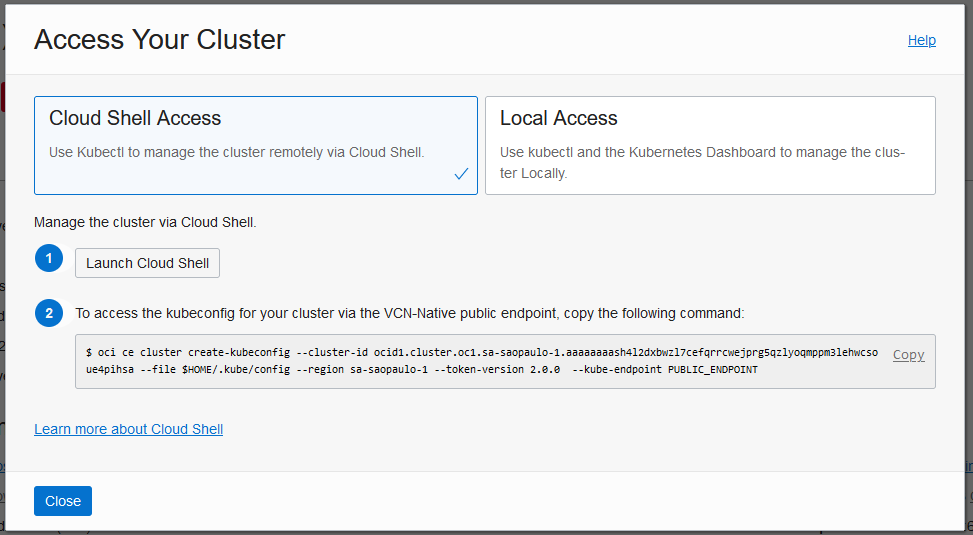 Access Your Cluster
Help
Cloud Shell Access
Use Kubectl to manage the cluster remotely via Cloud Shell.
Local Access
Use kubectl and the Kubernetes Dashboard to manage the clus-
ter Locally.
Manage the cluster via Cloud Shell.
1
Launch Cloud Shell
2
To access the kubeconfig for your cluster via the VCN-Native public endpoint, copy the following command:
$ oci ce cluster create-kubeconfig --cluster-id ocid1.cluster.oc1.sa-saopaulo-1.aaaaaaaash4l2dxbwzl7cefqrrcwejprg5qzlyoqmppm3lehwcso
Copy
ue4pihsa --file $HOME/.kube/config --region sa-saopaulo-1 --token-version 2.0.0  --kube-endpoint PUBLIC_ENDPOINT
Learn more about Cloud Shell
Close